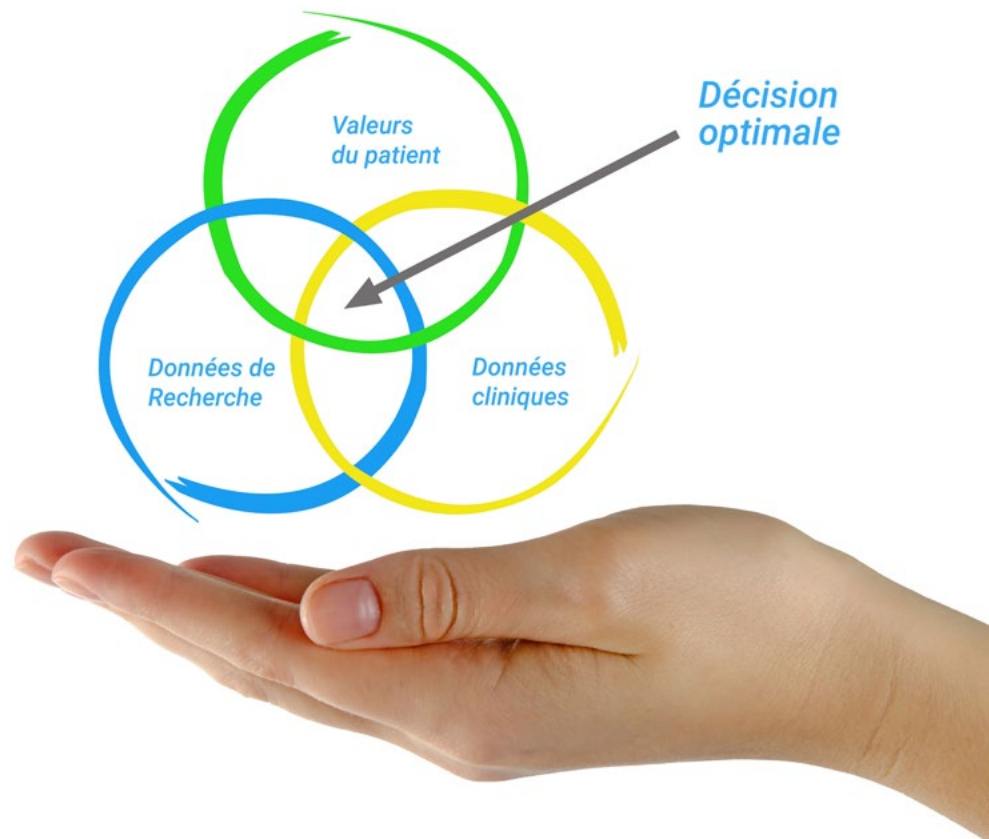 Valeurs
du patient
Décision
optimale
Données de
Recherche
Données
cliniques